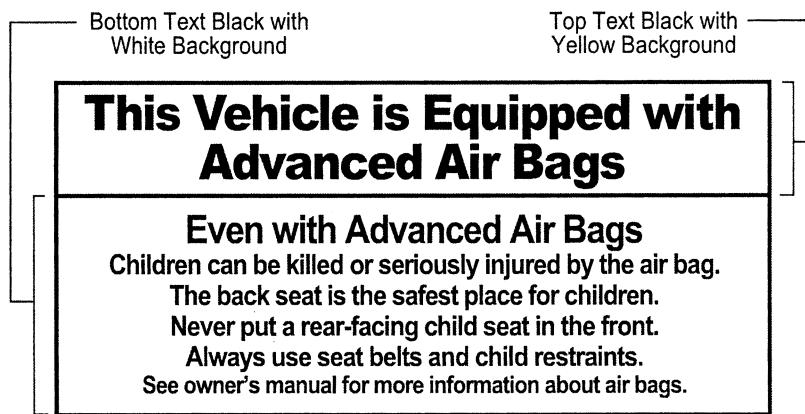 Bottom Text Black with
White Background
Top Text Black with
Yellow Background
This Vehicle is Equipped with
Advanced Air Bags
Even with Advanced Air Bags
Children can be killed or seriously injured by the air bag.
The back seat is the safest place for children.
Never put a rear-facing child seat in the front.
Always use seat belts and child restraints.
See owner's manual for more information about air bags.